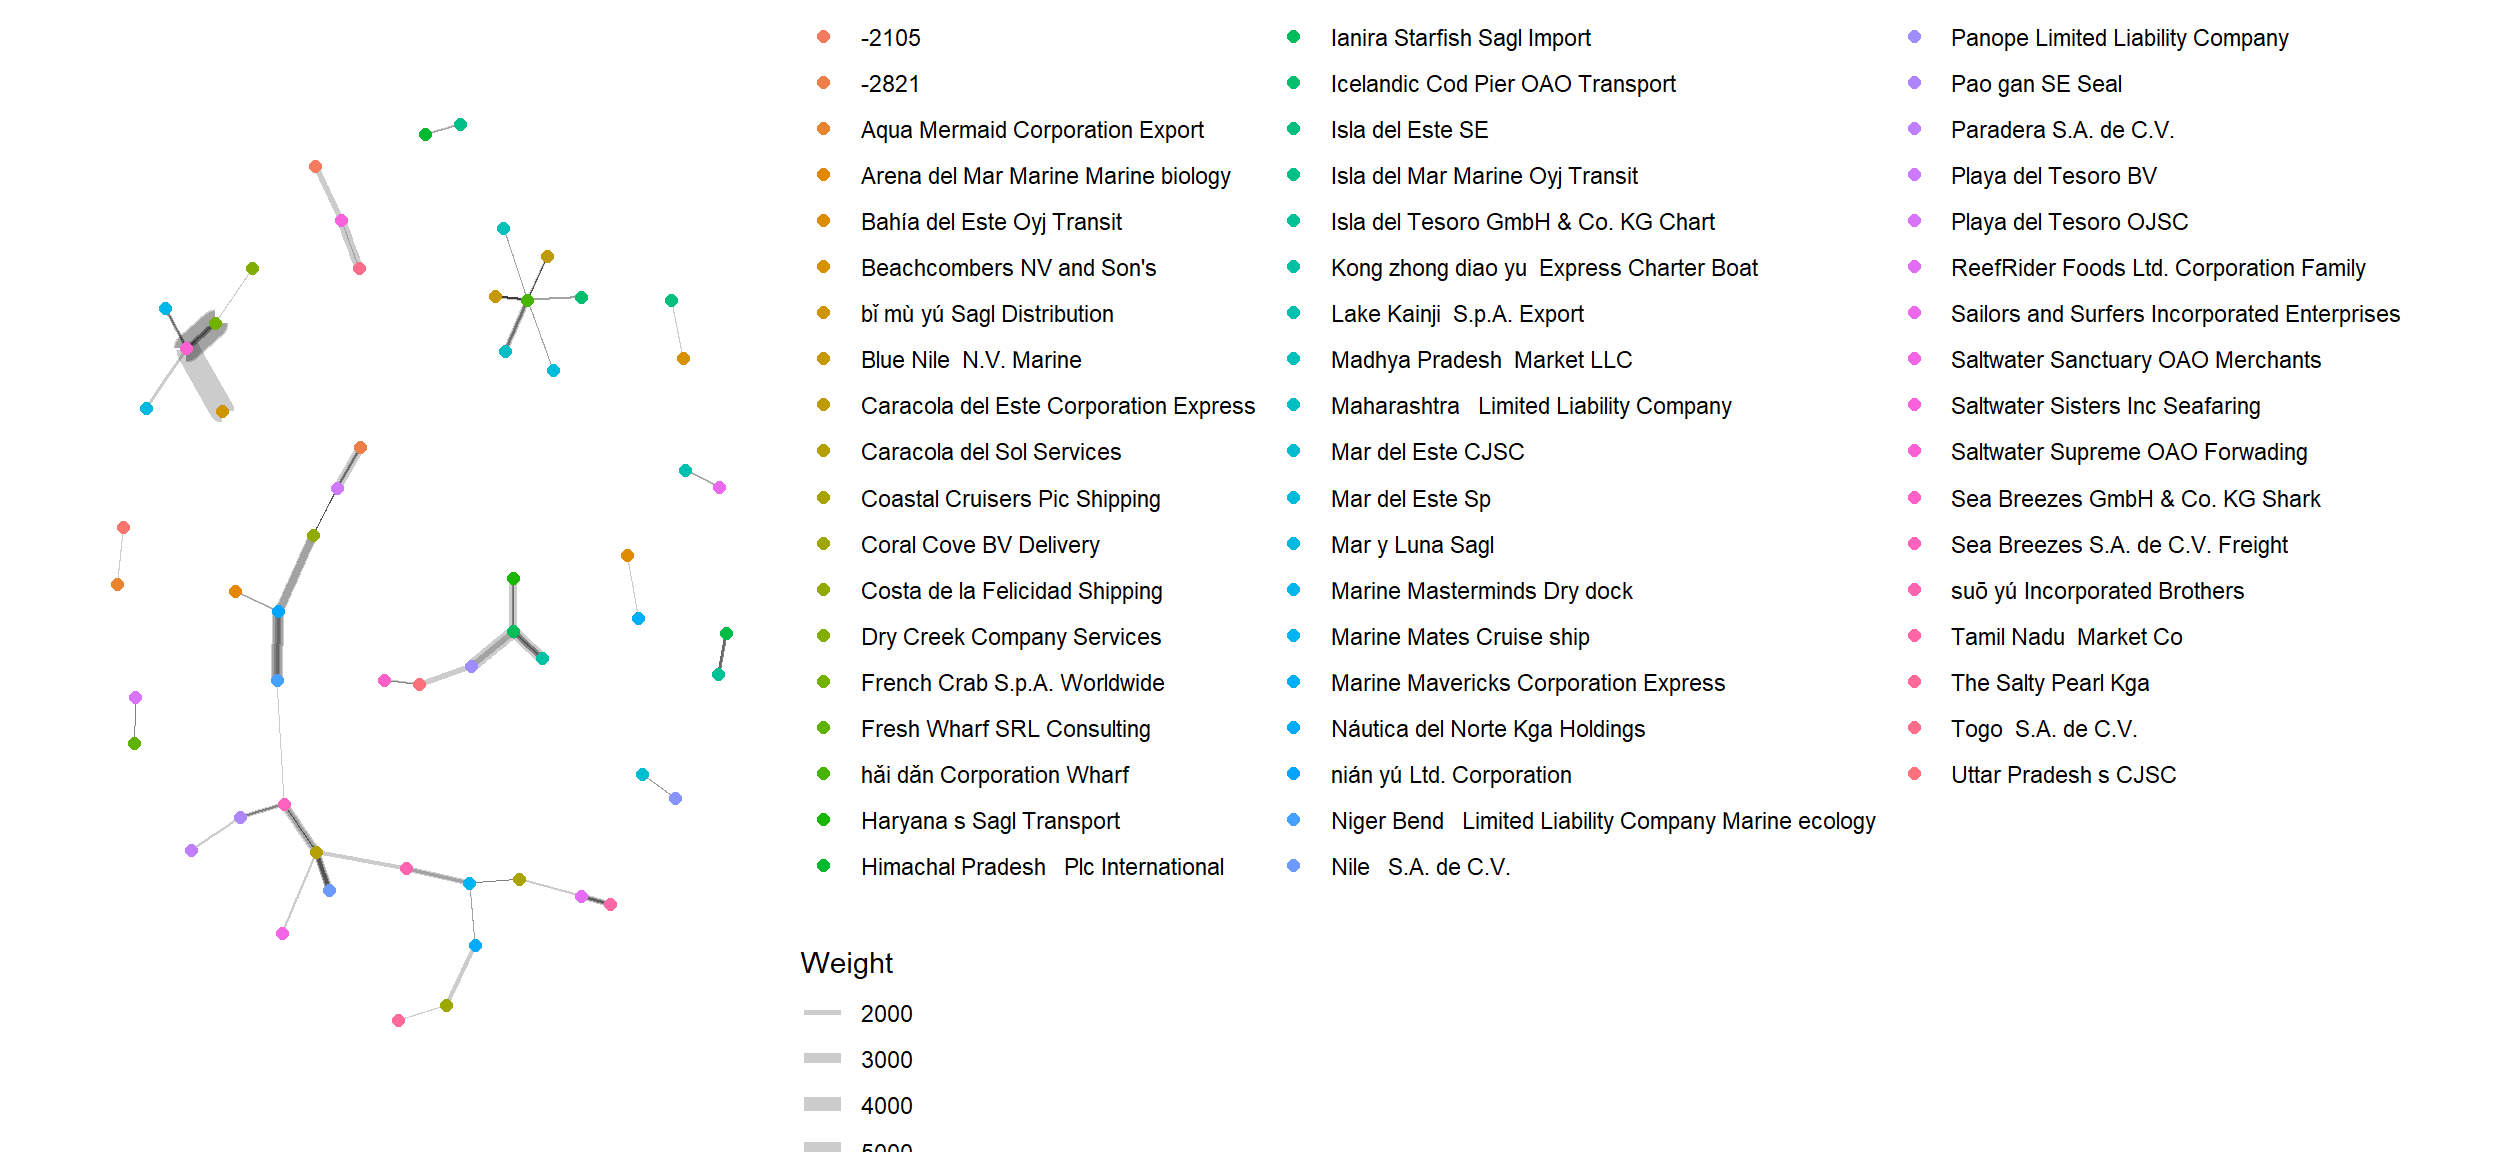 -2105
-2821
Aqua Mermaid Corporation Export
Arena del Mar Marine Marine biology
Bahía del Este Oyj Transit
Beachcombers NV and Son's
bǐ mù yú Sagl Distribution
Blue Nile  N.V. Marine
Caracola del Este Corporation Express
Caracola del Sol Services
Coastal Cruisers Pic Shipping
Coral Cove BV Delivery
Costa de la Felicidad Shipping
Dry Creek Company Services
French Crab S.p.A. Worldwide
Fresh Wharf SRL Consulting
hǎi dǎn Corporation Wharf
Haryana s Sagl Transport
Himachal Pradesh   Plc International
Ianira Starfish Sagl Import
Icelandic Cod Pier OAO Transport
Isla del Este SE
Isla del Mar Marine Oyj Transit
Isla del Tesoro GmbH & Co. KG Chart
Kong zhong diao yu  Express Charter Boat
Lake Kainji  S.p.A. Export
Madhya Pradesh  Market LLC
Maharashtra   Limited Liability Company
Mar del Este CJSC
Mar del Este Sp
Mar y Luna Sagl
Marine Masterminds Dry dock
Marine Mates Cruise ship
Marine Mavericks Corporation Express
Náutica del Norte Kga Holdings
nián yú Ltd. Corporation
Niger Bend   Limited Liability Company Marine ecology
Nile   S.A. de C.V.
Panope Limited Liability Company
Pao gan SE Seal
Paradera S.A. de C.V.
Playa del Tesoro BV
Playa del Tesoro OJSC
ReefRider Foods Ltd. Corporation Family
Sailors and Surfers Incorporated Enterprises
Saltwater Sanctuary OAO Merchants
Saltwater Sisters Inc Seafaring
Saltwater Supreme OAO Forwading
Sea Breezes GmbH & Co. KG Shark
Sea Breezes S.A. de C.V. Freight
suō yú Incorporated Brothers
Tamil Nadu  Market Co
The Salty Pearl Kga
Togo  S.A. de C.V.
Uttar Pradesh s CJSC
Weight
2000
3000
4000
5000